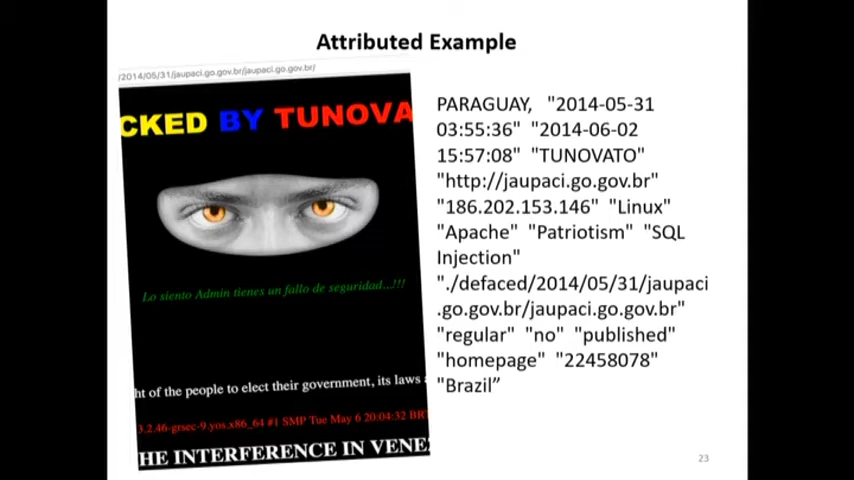 Attributed Example
/2014/05/31/jaupaci.go.gov.br/jaupaci.go.gov.br/
CKED BY TUNOVA
Lo siento Admin tienes un fallo de seguridad...!!!
ht of the people to elect their government, its laws
3.2.46-grsec-9.yos.x86_64 #1 SMP Tue May 6 20:04:32 BRT
HE INTERFERENCE IN VENE
PARAGUAY, "2014-05-31
03:55:36" "2014-06-02
15:57:08" "TUNOVATO"
"http://jaupaci.go.gov.br"
"186.202.153.146" "Linux"
"Apache" "Patriotism" "SQL
Injection"
"./defaced/2014/05/31/jaupaci
.go.gov.br/jaupaci.go.gov.br"
"regular" "no" "published"
"homepage" "22458078"
"Brazil”
23